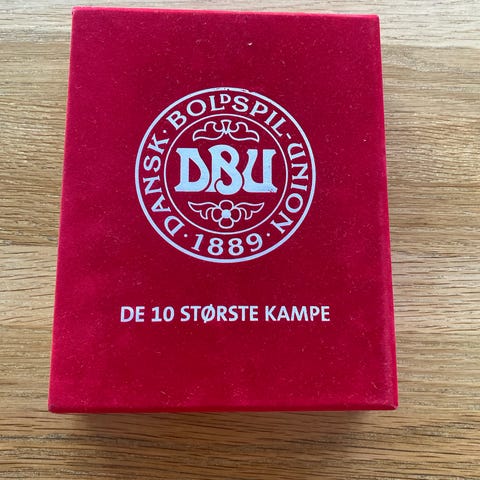 DANSK · BOLDSPIL-UNION
DBU
· 1889 ·
DE 10 STØRSTE KAMPE